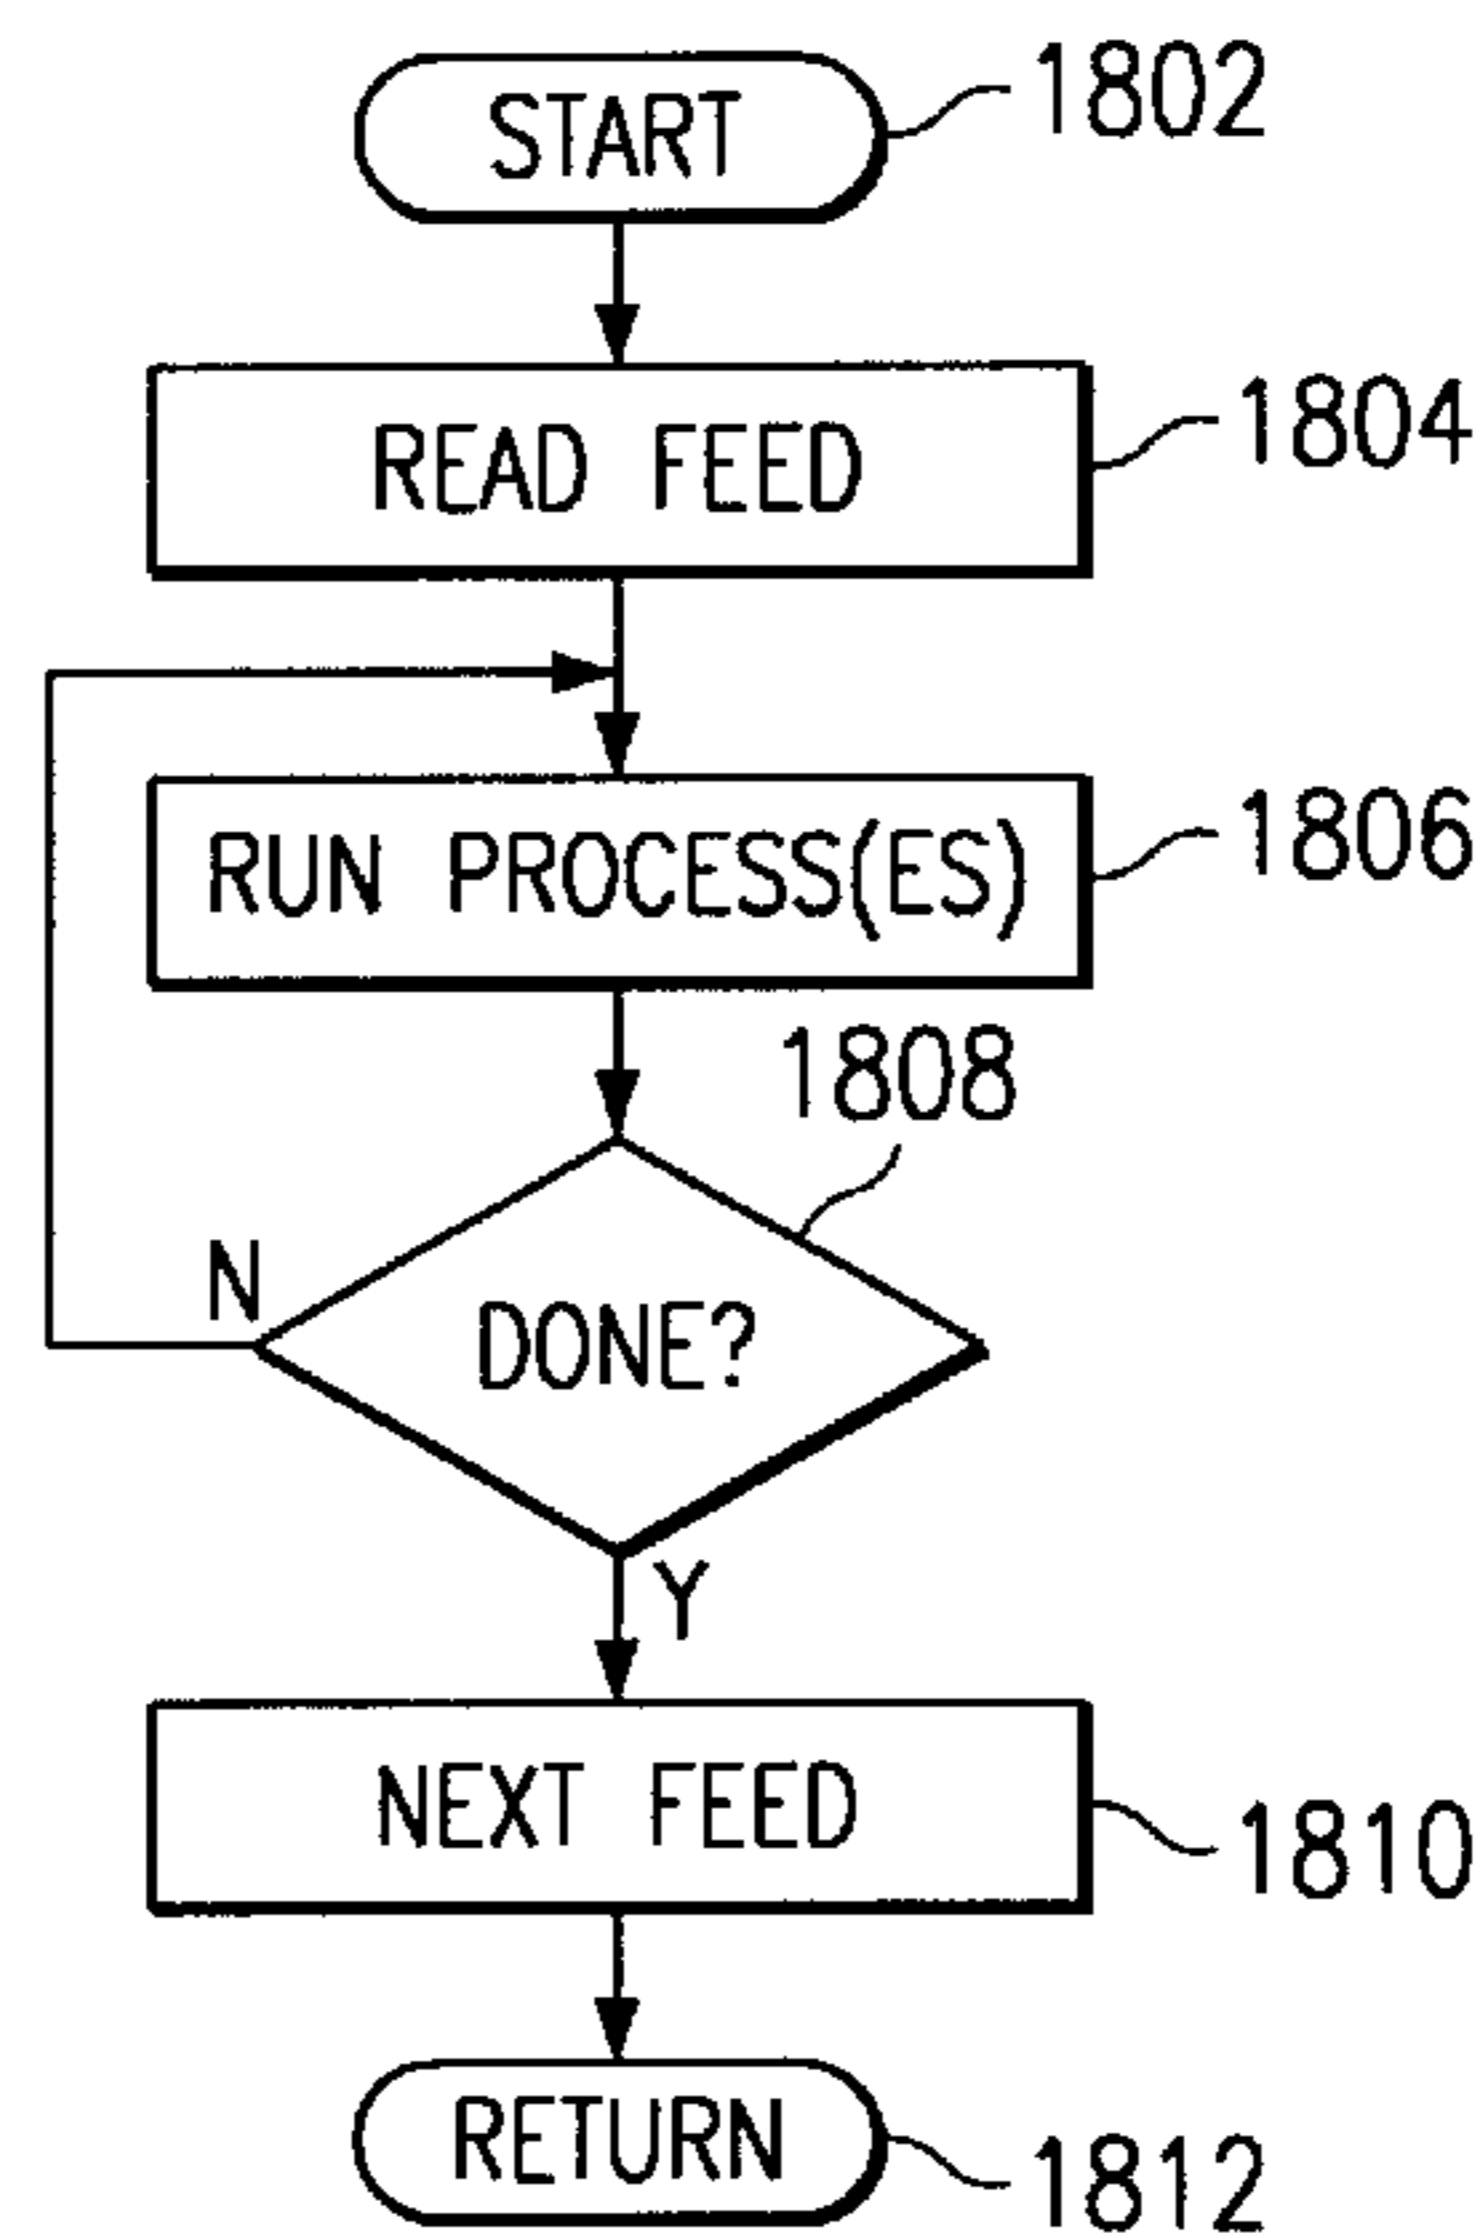 START
1802
READ FEED
1804
RUN PROCESS(ES)
1806
1808
DONE?
N
Y
NEXT FEED
1810
RETURN
1812